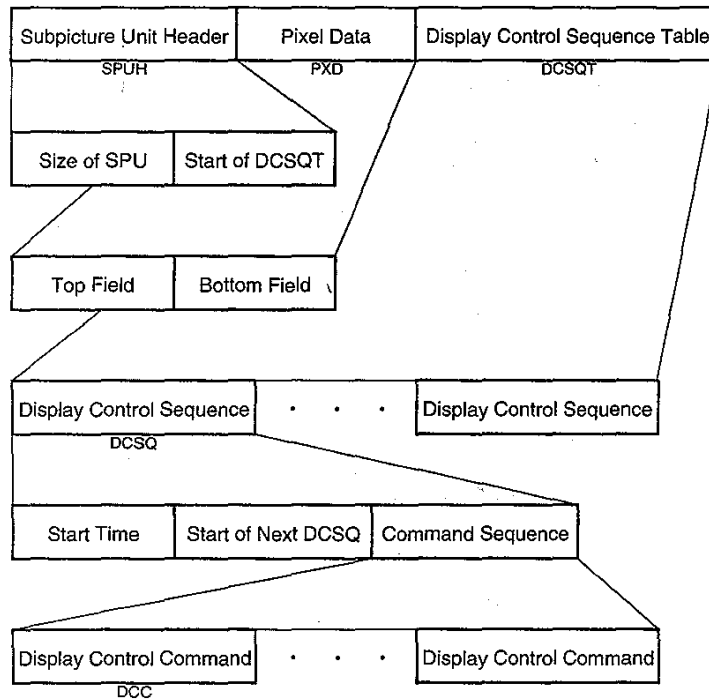 Subpicture Unit Header Pixel Data Display Control Sequence Table
SPUH PXD DCSQT
Size of SPU Start of DCSQT
Top Field Bottom Field
Display Control Sequence . . . Display Control Sequence
DCSQ
Start Time Start of Next DCSQ Command Sequence
Display Control Command . . . Display Control Command
DCC